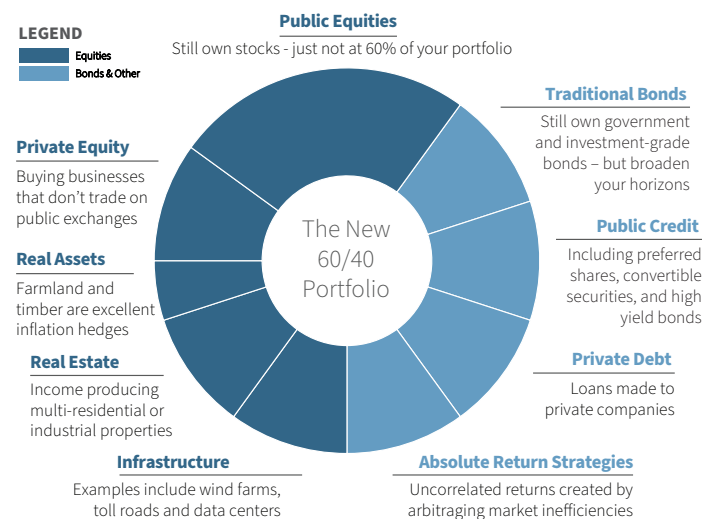 Public Equities
Still own stocks - just not at 60% of your portfolio
LEGEND
Equities
Bonds & Other
Traditional Bonds
Still own government
and investment-grade
bonds – but broaden
your horizons
Private Equity
Buying businesses
that don’t trade on
public exchanges
Public Credit
Including preferred
shares, convertible
securities, and high
yield bonds
The New
60/40
Portfolio
Real Assets
Farmland and
timber are excellent
inflation hedges
Real Estate
Income producing
multi-residential or
industrial properties
Private Debt
Loans made to
private companies
Infrastructure
Examples include wind farms,
toll roads and data centers
Absolute Return Strategies
Uncorrelated returns created by
arbitraging market inefficiencies